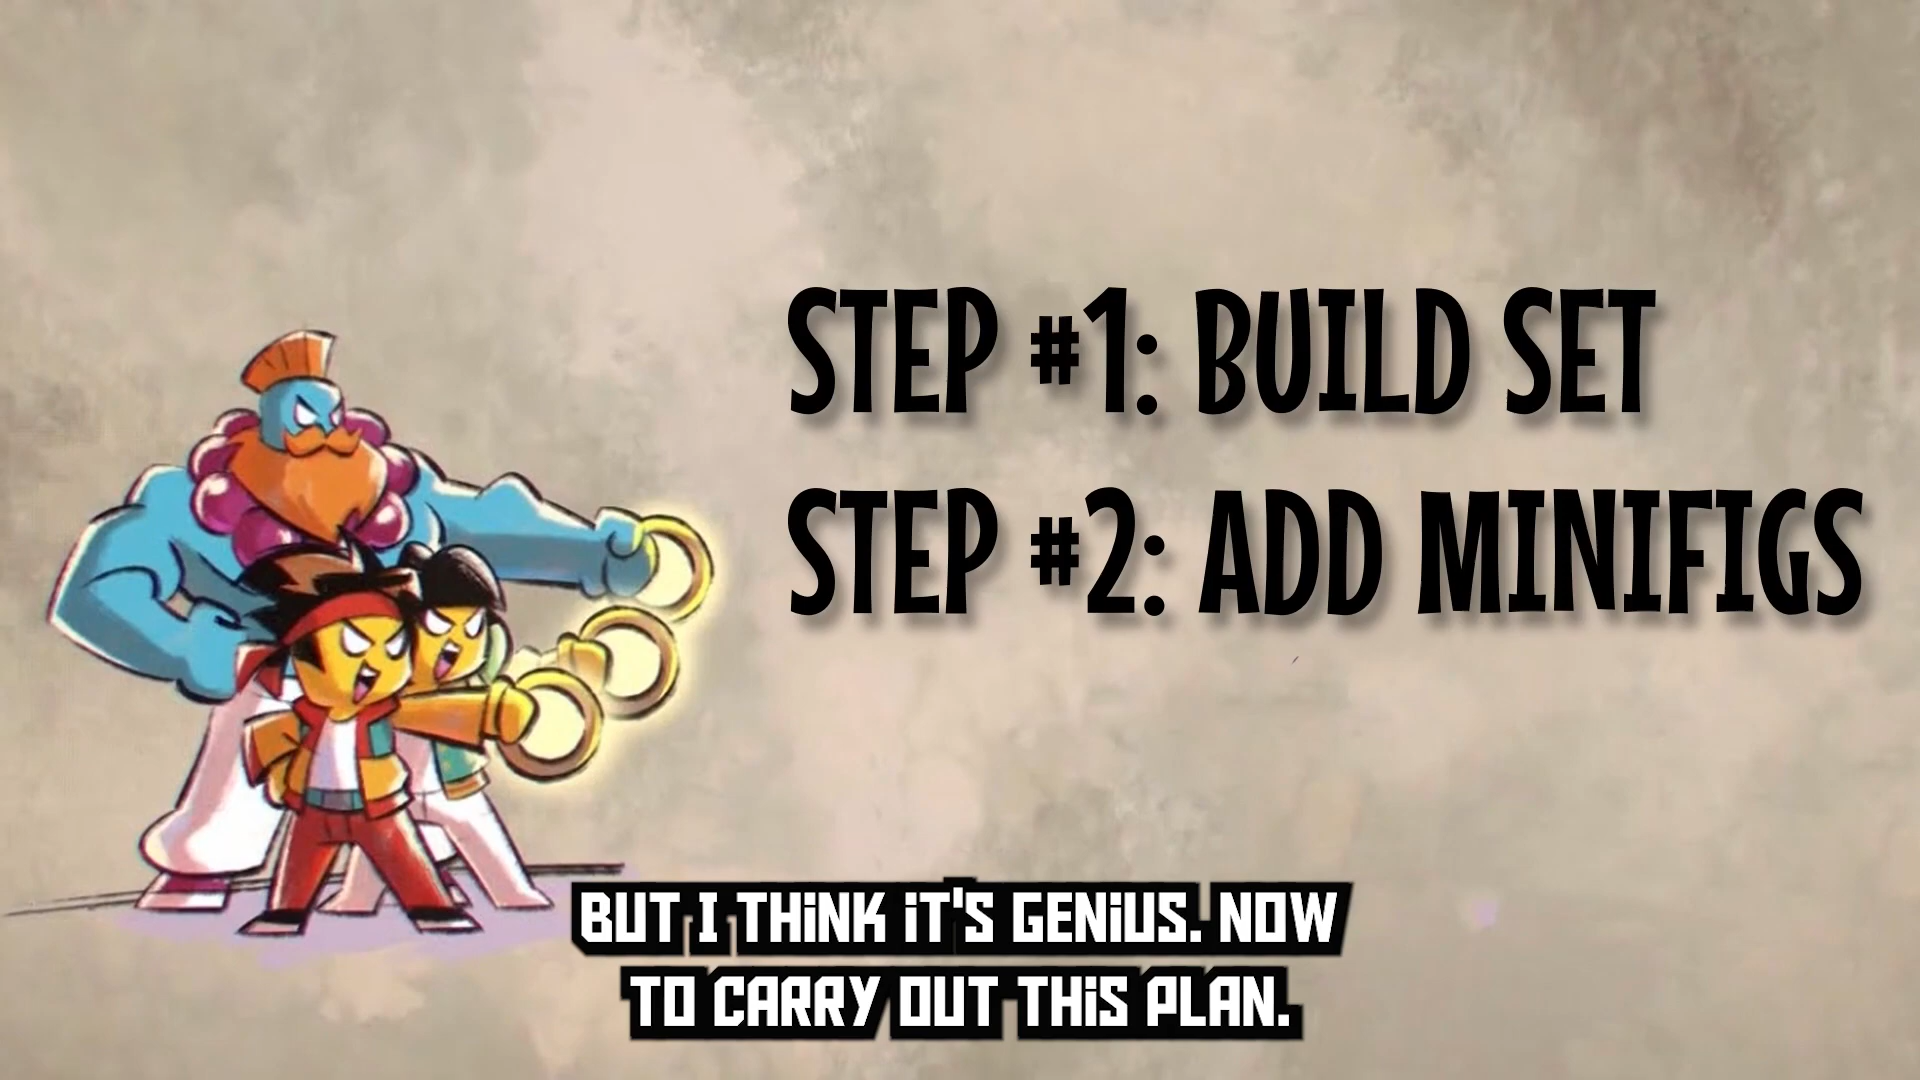 STEP #1: BUILD SET
STEP #2: ADD MINIFIGS
BUT I THINK IT'S GENIUS. NOW
TO CARRY OUT THIS PLAN.